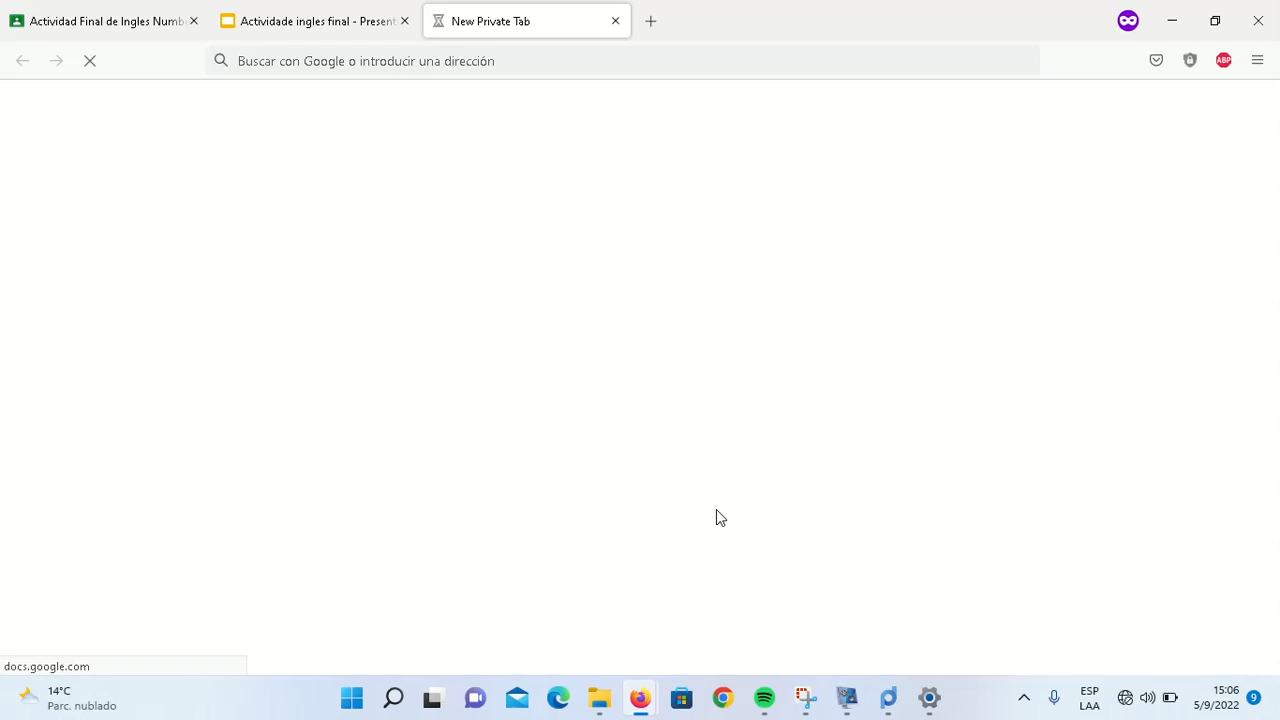 Actividad Final de Ingles Numb
Actividade ingles final - Present
New Private Tab
Buscar con Google o introducir una dirección
ABP
docs.google.com
14°C
Parc. nublado
ESP
LAA
15:06
5/9/2022
9